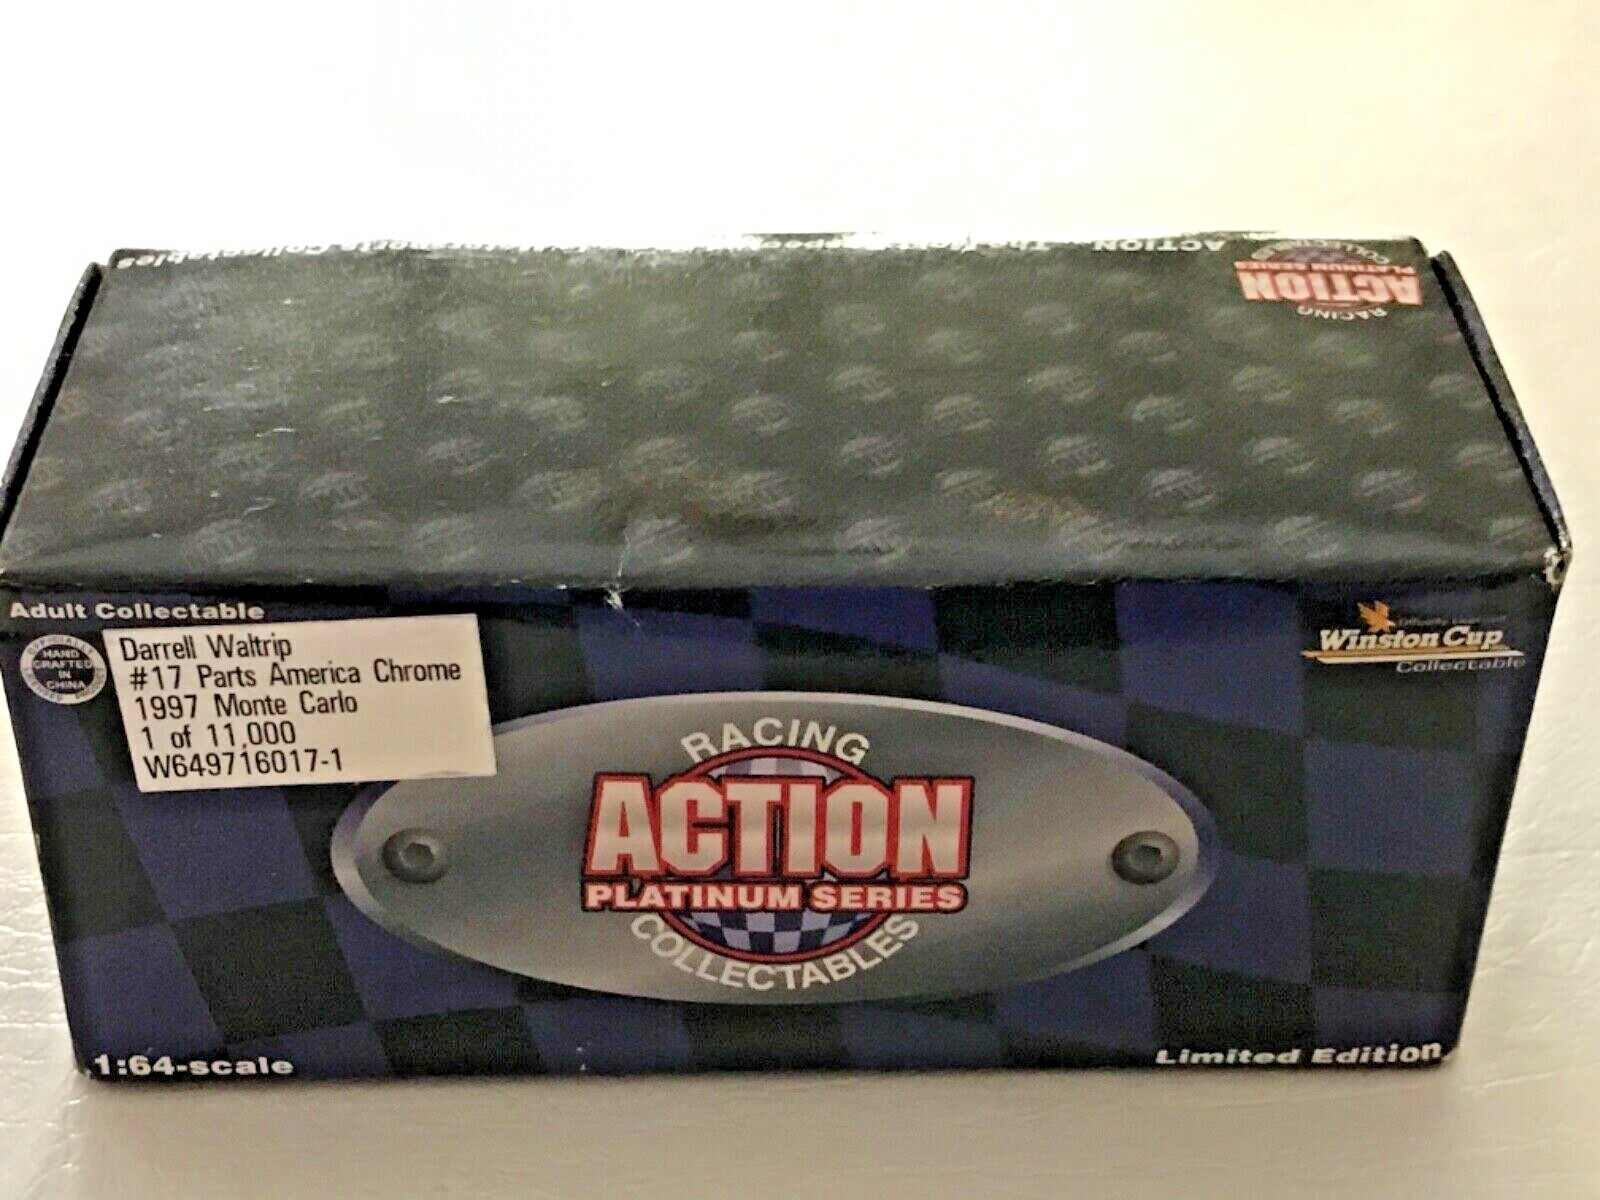 ACTION
RACING
ACTION
PLATINUM SERIES
COLLECTABLES
Adult Collectable
HAND
CRAFTED
IN
CHINA
Darrell Waltrip
#17 Parts America Chrome
1997 Monte Carlo
1 of 11,000
W649716017-1
Winston Cup
Collectable
RACING
ACTION
PLATINUM SERIES
COLLECTABLES
1:64-scale
Limited Edition